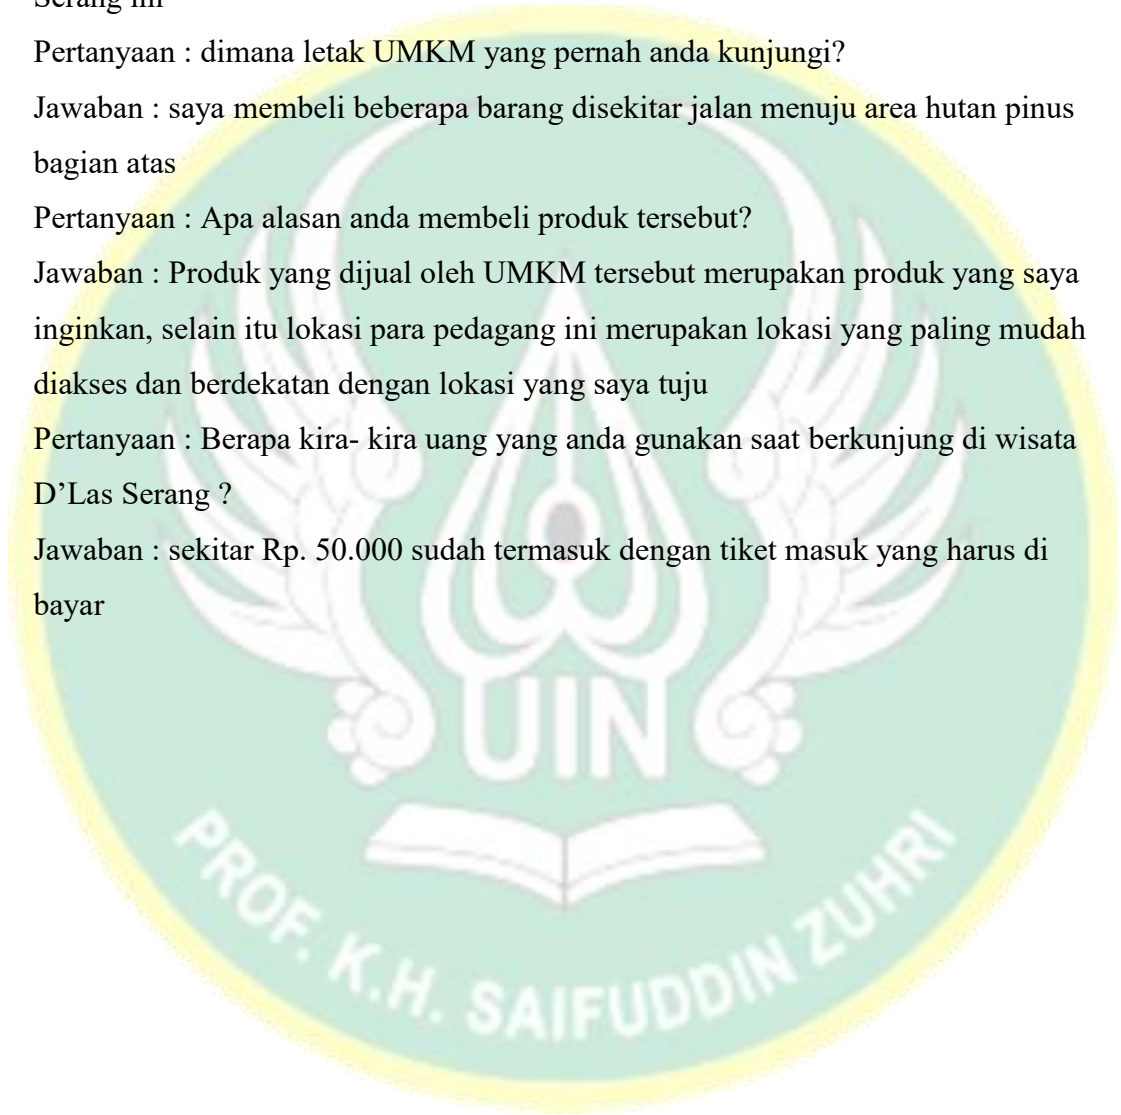 Serang ini
Pertanyaan : dimana letak UMKM yang pernah anda kunjungi?
Jawaban : saya membeli beberapa barang disekitar jalan menuju area hutan pinus
bagian atas
Pertanyaan : Apa alasan anda membeli produk tersebut?
Jawaban : Produk yang dijual oleh UMKM tersebut merupakan produk yang saya
inginkan, selain itu lokasi para pedagang ini merupakan lokasi yang paling mudah
diakses dan berdekatan dengan lokasi yang saya tuju
Pertanyaan : Berapa kira- kira uang yang anda gunakan saat berkunjung di wisata
D’Las Serang ?
Jawaban : sekitar Rp. 50.000 sudah termasuk dengan tiket masuk yang harus di
bayar
UIN
PROF. K.H. SAIFUDDIN ZUHRI